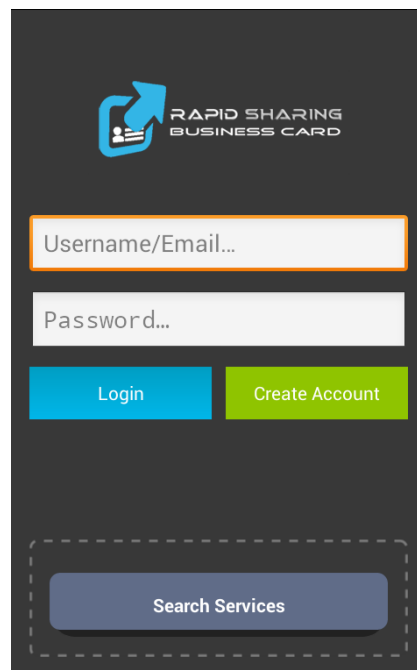 RAPID SHARING
BUSINESS CARD
Username/Email...
Password...
Login
Create Account
Search Services